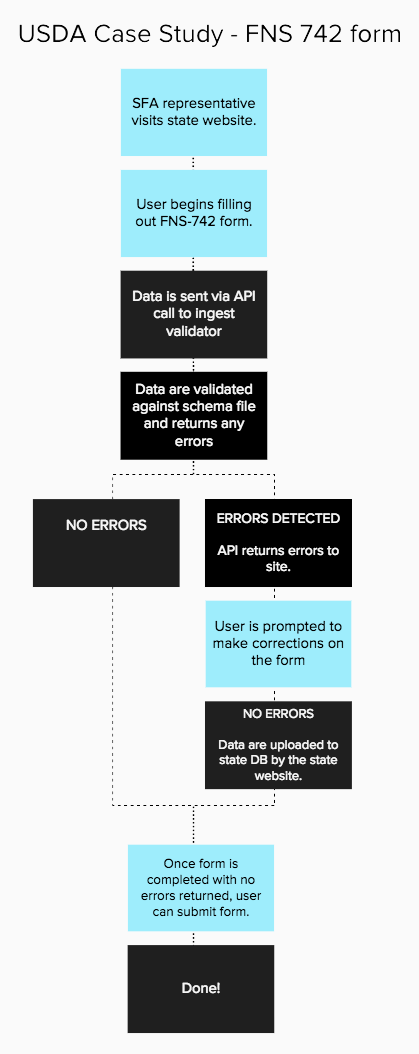 USDA Case Study - FNS 742 form
SFA representative
visits state website.
User begins filling
out FNS-742 form.
Data is sent via API
call to ingest
validator
Data are validated
against schema file
and returns any
errors
NO ERRORS
ERRORS DETECTED
API returns errors to
site.
User is prompted to
make corrections on
the form
NO ERRORS
Data are uploaded to
state DB by the state
website.
Once form is
completed with no
errors returned, user
can submit form.
Done!